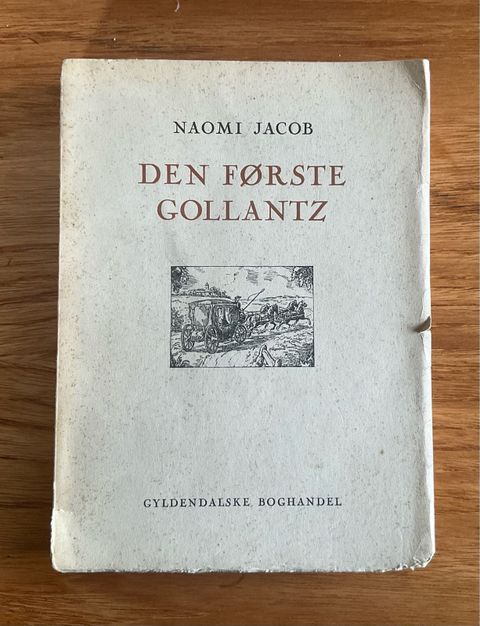 NAOMI JACOB
DEN FØRSTE
GOLLANTZ
GYLDENDALSKE BOGHANDEL